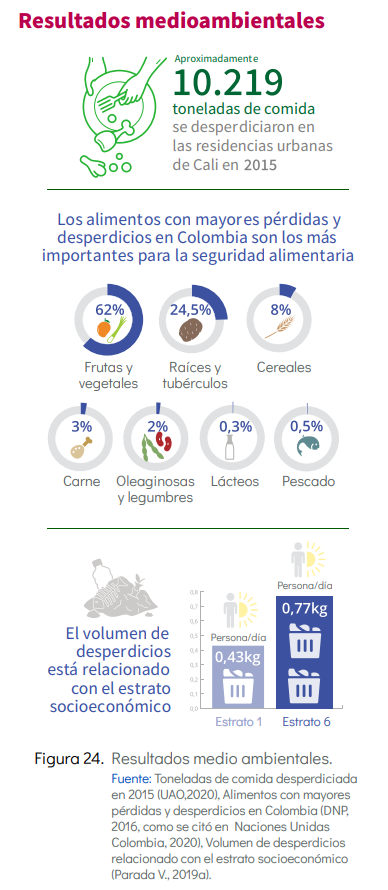 Resultados medioambientales
Aproximadamente
10.219
toneladas de comida
se desperdiciaron en
las residencias urbanas
de Cali en 2015
Los alimentos con mayores pérdidas y
desperdicios en Colombia son los más
importantes para la seguridad alimentaria
62%
24,5%
8%
Frutas y
vegetales
Raíces y
tubérculos
Cereales
3%
2%
0,3%
0,5%
Carne
Oleaginosas
y legumbres
Lácteos
Pescado
El volumen de
desperdicios
está relacionado
con el estrato
socioeconómico
0,8
0,7
0,6
0,5
0,4
0,3
0,2
0,1
0,0
Persona/día
0,43kg
Estrato 1
Persona/día
0,77kg
Estrato 6
Figura 24. Resultados medio ambientales.
Fuente: Toneladas de comida desperdiciada
en 2015 (UAO,2020), Alimentos con mayores
pérdidas y desperdicios en Colombia (DNP,
2016, como se citó en Naciones Unidas
Colombia, 2020), Volumen de desperdicios
relacionado con el estrato socioeconómico
(Parada V., 2019a).